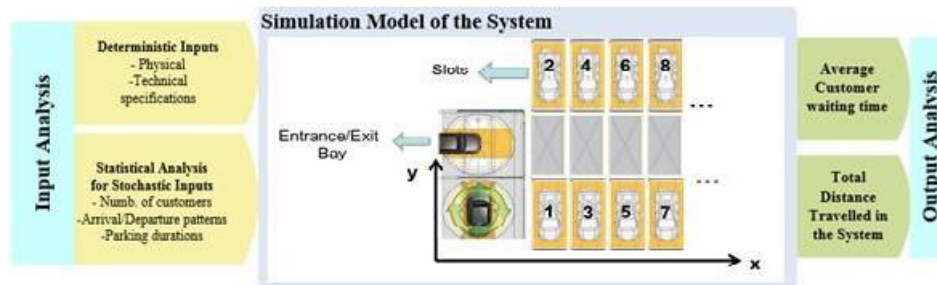 Input Analysis
Deterministic Inputs
- Physical
-Technical
specifications
Statistical Analysis
for Stochastic Inputs
- Numb. of customers
-Arrival/Departure patterns
-Parking durations
Simulation Model of the System
Slots
Entrance/Exit
Bay
y
x
2 4 6 8
...
...
1 3 5 7
Average
Customer
waiting time
Total
Distance
Travelled in
the System
Output Analysis